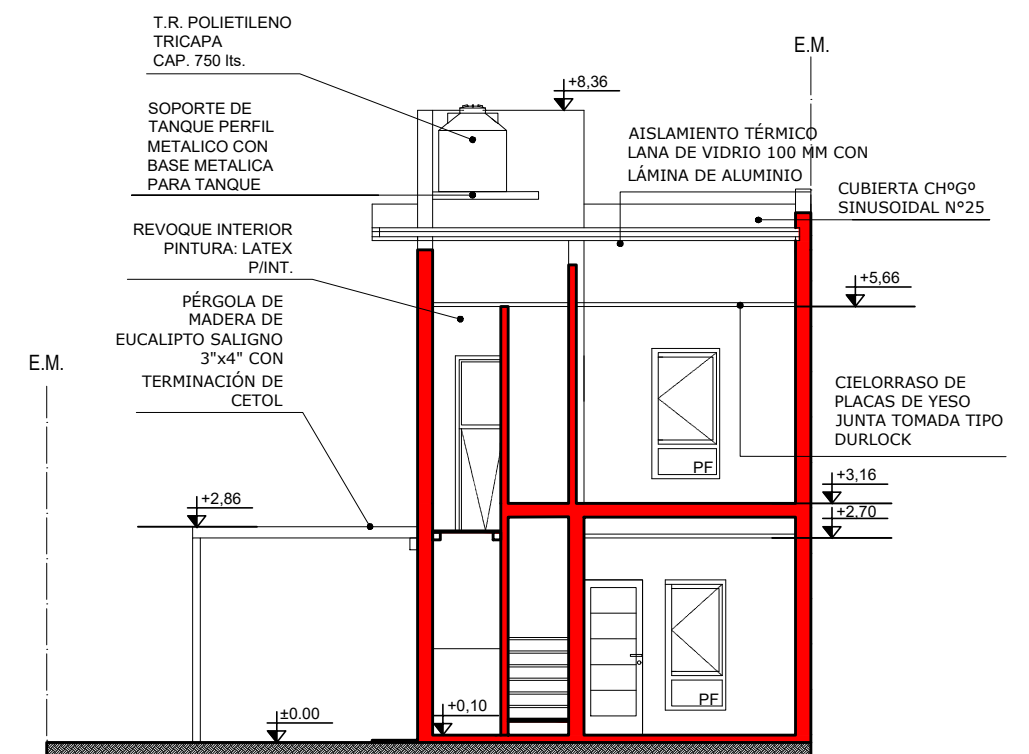 T.R. POLIETILENO
TRICAPA
CAP. 750 lts.
E.M.
+8,36
SOPORTE DE
TANQUE PERFIL
METALICO CON
BASE METALICA
PARA TANQUE
AISLAMIENTO TÉRMICO
LANA DE VIDRIO 100 MM CON
LÁMINA DE ALUMINIO
CUBIERTA CHºGº
SINUSOIDAL N°25
REVOQUE INTERIOR
PINTURA: LATEX
P/INT.
+5,66
PÉRGOLA DE
MADERA DE
EUCALIPTO SALIGNO
3"x4" CON
TERMINACIÓN DE
CETOL
E.M.
CIELORRASO DE
PLACAS DE YESO
JUNTA TOMADA TIPO
DURLOCK
PF
+3,16
+2,86
+2,70
PF
+0,10
±0.00